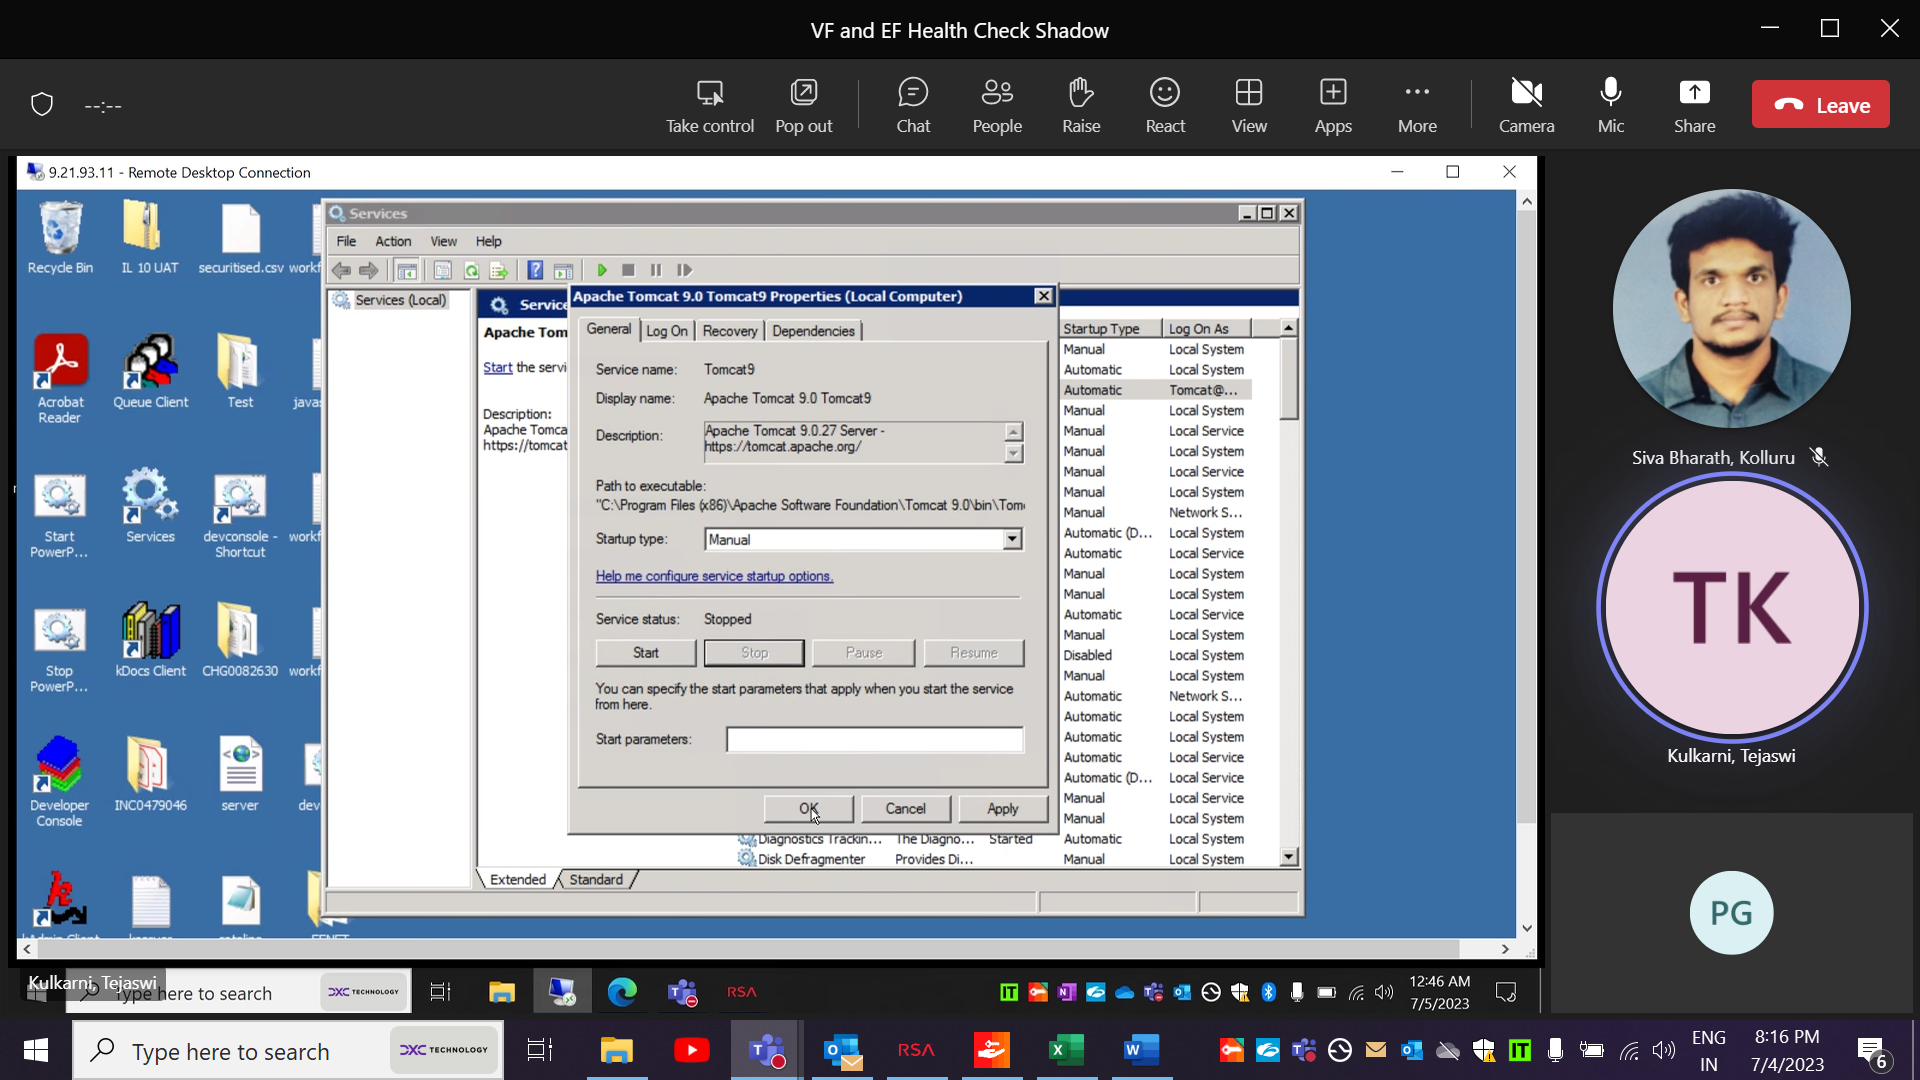 VF and EF Health Check Shadow
--:--
Take control
Pop out
Chat
People
Raise
React
View
Apps
More
Camera
Mic
Share
Leave
9.21.93.11 - Remote Desktop Connection
Recycle Bin
IL 10 UAT
securitised.csv
workf
Acrobat Reader
Queue Client
Test
javas
Start PowerP...
Services
devconsole - Shortcut
workf
Stop PowerP...
kDocs Client
CHG0082630
workf
Developer Console
INC0479046
server
dev
Services
File Action View Help
Services (Local)
Service
Apache Tom
Start the servi
Description:
Apache Tomca
https://tomcat
Apache Tomcat 9.0 Tomcat9 Properties (Local Computer)
General Log On Recovery Dependencies
Service name: Tomcat9
Display name: Apache Tomcat 9.0 Tomcat9
Description: Apache Tomcat 9.0.27 Server -
https://tomcat.apache.org/
Path to executable:
"C:\Program Files (x86)\Apache Software Foundation\Tomcat 9.0\bin\Tom
Startup type: Manual
Help me configure service startup options.
Service status: Stopped
Start Stop Pause Resume
You can specify the start parameters that apply when you start the service
from here.
Start parameters:
OK Cancel Apply
Startup Type Log On As
Manual Local System
Automatic Local System
Automatic Tomcat@...
Manual Local System
Manual Local Service
Manual Local System
Manual Local Service
Manual Local System
Manual Network S...
Automatic (D... Local System
Automatic Local Service
Manual Local System
Manual Local System
Automatic Local Service
Manual Local System
Disabled Local System
Manual Local System
Automatic Network S...
Automatic Local System
Automatic Local System
Automatic Local Service
Automatic (D... Local Service
Manual Local Service
Manual Local System
Diagnostics Trackin... The Diagno... Started Automatic Local System
Disk Defragmenter Provides Di... Manual Local System
Extended Standard
Siva Bharath, Kolluru
TK
Kulkarni, Tejaswi
PG
Kulkarni, Tejaswi
Type here to search
DXC TECHNOLOGY
RSA
12:46 AM
7/5/2023
Type here to search
DXC TECHNOLOGY
RSA
ENG
IN
8:16 PM
7/4/2023
6